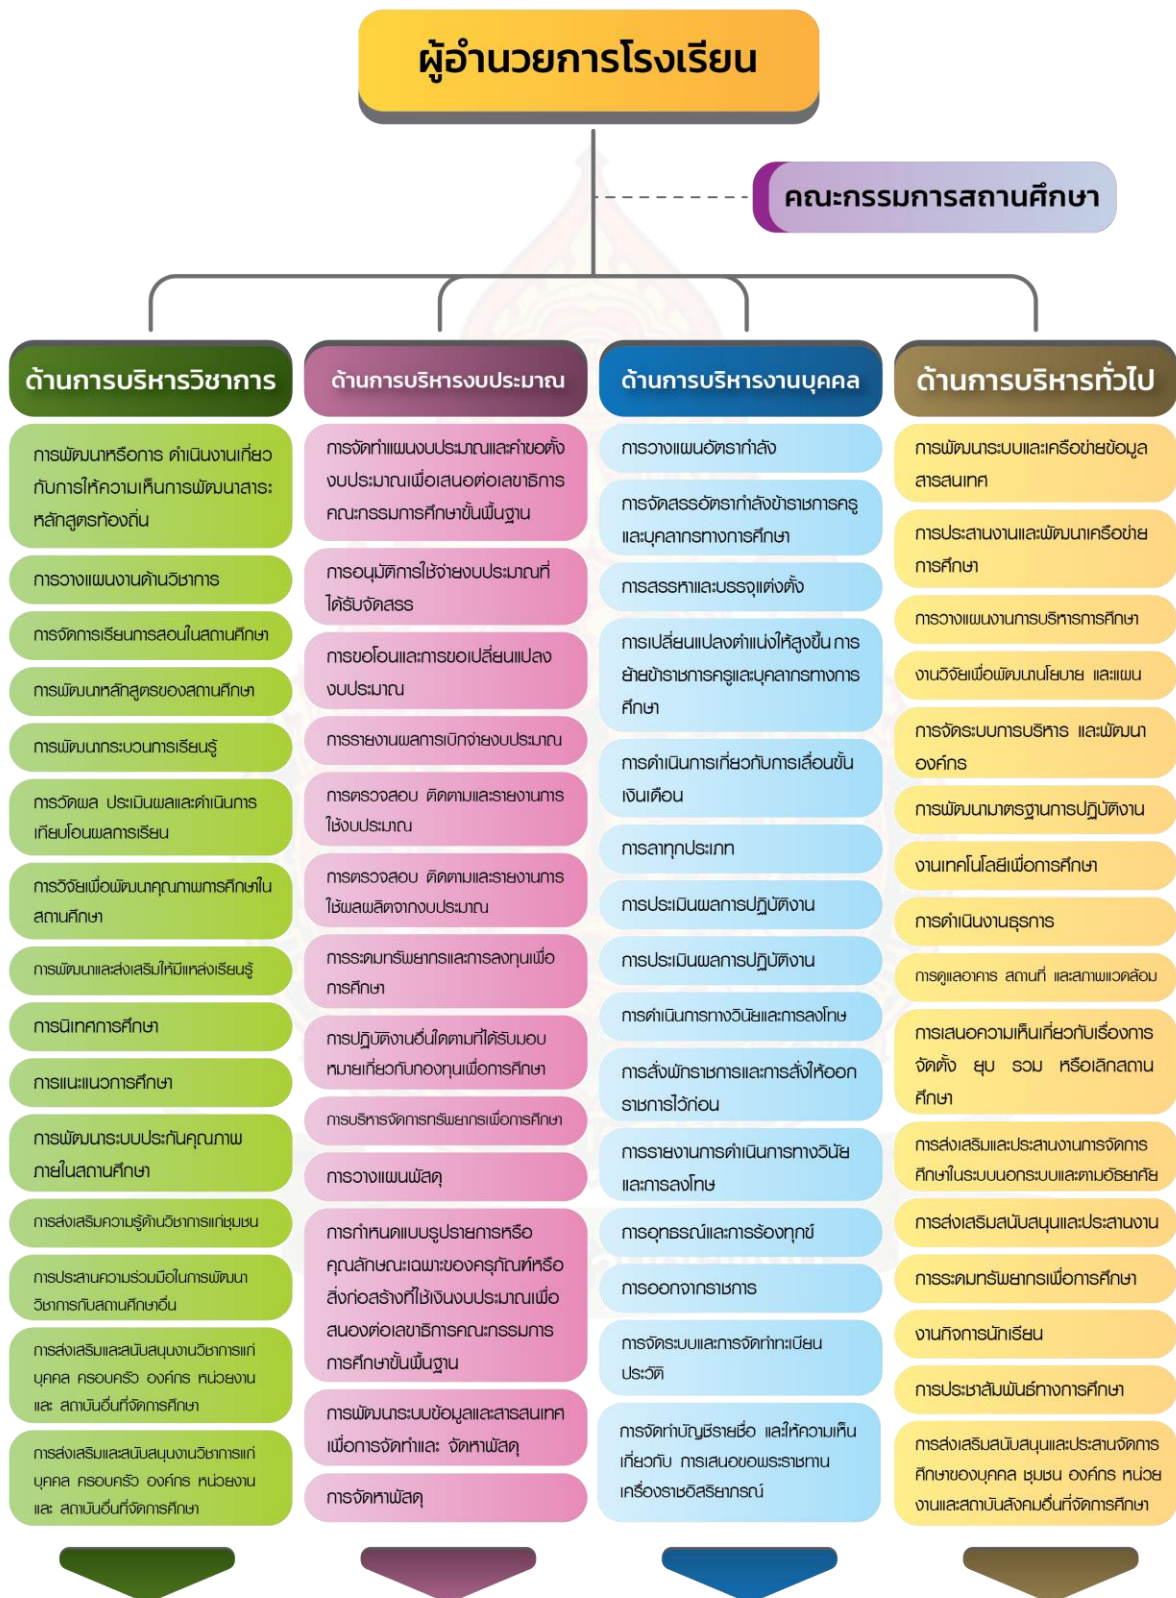 ผู้อำนวยการโรงเรียน
คณะกรรมการสถานศึกษา
ด้านการบริหารวิชาการ
การพัฒนาหรือการ ดำเนินงานเกี่ยว
กับการให้ความเห็นการพัฒนาสาระ
หลักสูตรท้องถิ่น
การวางแผนงานด้านวิชาการ
การจัดการเรียนการสอนในสถานศึกษา
การพัฒนาหลักสูตรของสถานศึกษา
การพัฒนากระบวนการเรียนรู้
การวัดผล ประเมินผลและดำเนินการ
เทียบโอนผลการเรียน
การวิจัยเพื่อพัฒนาคุณภาพการศึกษาใน
สถานศึกษา
การพัฒนาและส่งเสริมให้มีแหล่งเรียนรู้
การนิเทศการศึกษา
การแนะแนวการศึกษา
การพัฒนาระบบประกันคุณภาพ
ภายในสถานศึกษา
การส่งเสริมความรู้ด้านวิชาการแก่ชุมชน
การประสานความร่วมมือในการพัฒนา
วิชาการกับสถานศึกษาอื่น
การส่งเสริมและสนับสนุนงานวิชาการแก่
บุคคล ครอบครัว องค์กร หน่วยงาน
และ สถาบันอื่นที่จัดการศึกษา
การส่งเสริมและสนับสนุนงานวิชาการแก่
บุคคล ครอบครัว องค์กร หน่วยงาน
และ สถาบันอื่นที่จัดการศึกษา
ด้านการบริหารงบประมาณ
การจัดทำแผนงบประมาณและคำขอตั้ง
งบประมาณเพื่อเสนอต่อเลขาธิการ
คณะกรรมการศึกษาขั้นพื้นฐาน
การอนุมัติการใช้จ่ายงบประมาณที่
ได้รับจัดสรร
การขอโอนและการขอเปลี่ยนแปลง
งบประมาณ
การรายงานผลการเบิกจ่ายงบประมาณ
การตรวจสอบ ติดตามและรายงานการ
ใช้งบประมาณ
การตรวจสอบ ติดตามและรายงานการ
ใช้ผลผลิตจากงบประมาณ
การระดมทรัพยากรและการลงทุนเพื่อ
การศึกษา
การปฏิบัติงานอื่นใดตามที่ได้รับมอบ
หมายเกี่ยวกับกองทุนเพื่อการศึกษา
การบริหารจัดการทรัพยากรเพื่อการศึกษา
การวางแผนพัสดุ
การกำหนดแบบรูปรายการหรือ
คุณลักษณะเฉพาะของครุภัณฑ์หรือ
สิ่งก่อสร้างที่ใช้เงินงบประมาณเพื่อ
สนองต่อเลขาธิการคณะกรรมการ
การศึกษาขั้นพื้นฐาน
การพัฒนาระบบข้อมูลและสารสนเทศ
เพื่อการจัดทำและ จัดหาพัสดุ
การจัดหาพัสดุ
ด้านการบริหารงานบุคคล
การวางแผนอัตรากำลัง
การจัดสรรอัตรากำลังข้าราชการครู
และบุคลากรทางการศึกษา
การสรรหาและบรรจุแต่งตั้ง
การเปลี่ยนแปลงตำแน่งให้สูงขึ้น การ
ย้ายข้าราชการครูและบุคลากรทางการ
ศึกษา
การดำเนินการเกี่ยวกับการเลื่อนขั้น
เงินเดือน
การลาทุกประเภท
การประเมินผลการปฏิบัติงาน
การประเมินผลการปฏิบัติงาน
การดำเนินการทางวินัยและการลงโทษ
การสั่งพักราชการและการสั่งให้ออก
ราชการไว้ก่อน
การรายงานการดำเนินการทางวินัย
และการลงโทษ
การอุทธรณ์และการร้องทุกข์
การออกจากราชการ
การจัดระบบและการจัดทำทะเบียน
ประวัติ
การจัดทำบัญชีรายชื่อ และให้ความเห็น
เกี่ยวกับ การเสนอขอพระราชทาน
เครื่องราชอิสริยาภรณ์
ด้านการบริหารทั่วไป
การพัฒนาระบบและเครือข่ายข้อมูล
สารสนเทศ
การประสานงานและพัฒนาเครือข่าย
การศึกษา
การวางแผนงานการบริหารการศึกษา
งานวิจัยเพื่อพัฒนานโยบาย และแผน
การจัดระบบการบริหาร และพัฒนา
องค์กร
การพัฒนามาตรฐานการปฏิบัติงาน
งานเทคโนโลยีเพื่อการศึกษา
การดำเนินงานธุรการ
การดูแลอาคาร สถานที่ และสภาพแวดล้อม
การเสนอความเห็นเกี่ยวกับเรื่องการ
จัดตั้ง ยุบ รวม หรือเลิกสถาน
ศึกษา
การส่งเสริมและประสานงานการจัดการ
ศึกษาในระบบนอกระบบและตามอัธยาศัย
การส่งเสริมสนับสนุนและประสานงาน
การระดมทรัพยากรเพื่อการศึกษา
งานกิจการนักเรียน
การประชาสัมพันธ์ทางการศึกษา
การส่งเสริมสนับสนุนและประสานจัดการ
ศึกษาของบุคคล ชุมชน องค์กร หน่วย
งานและสถาบันสังคมอื่นที่จัดการศึกษา